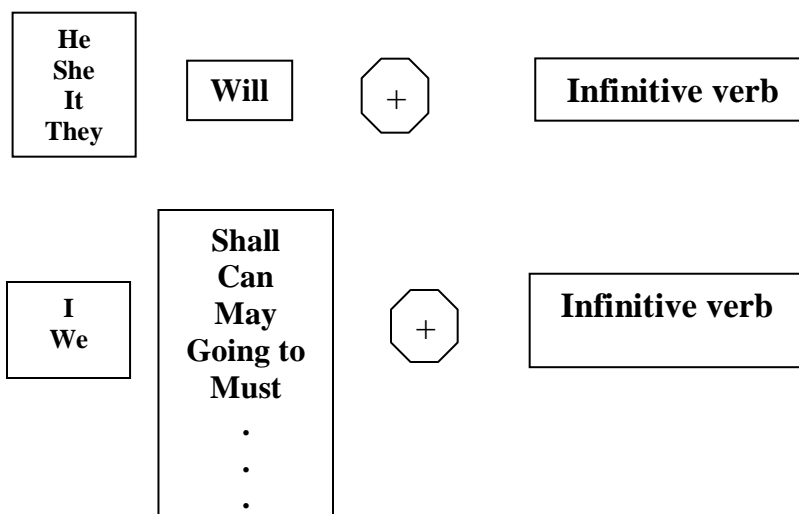 He
She
It
They
Will
+
Infinitive verb
I
We
Shall
Can
May
Going to
Must
.
.
.
+
Infinitive verb